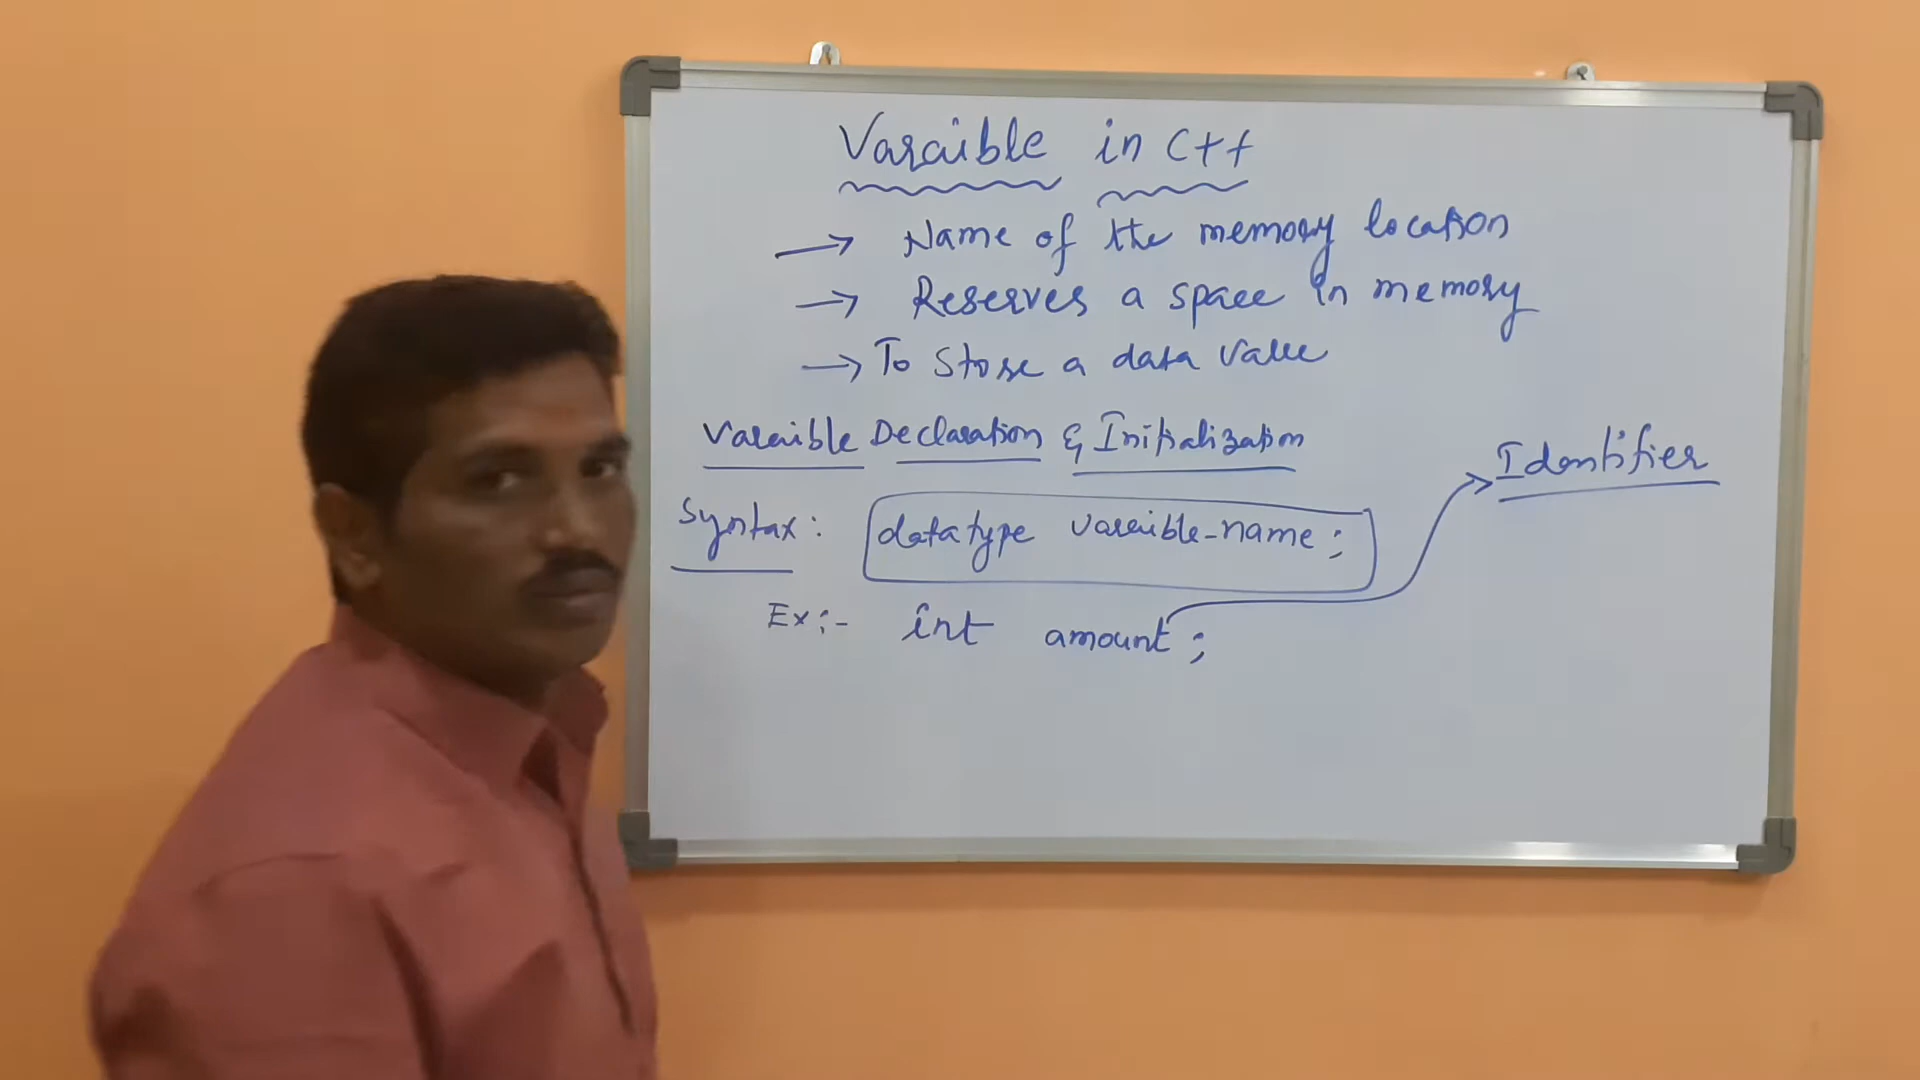 Varaible in C++
→ Name of the memory location
→ Reserves a space in memory
→ To Store a data value
Varaible Declaration & Initialization
Identifier
Syntax: datatype varaible-name;
Ex:- int amount;